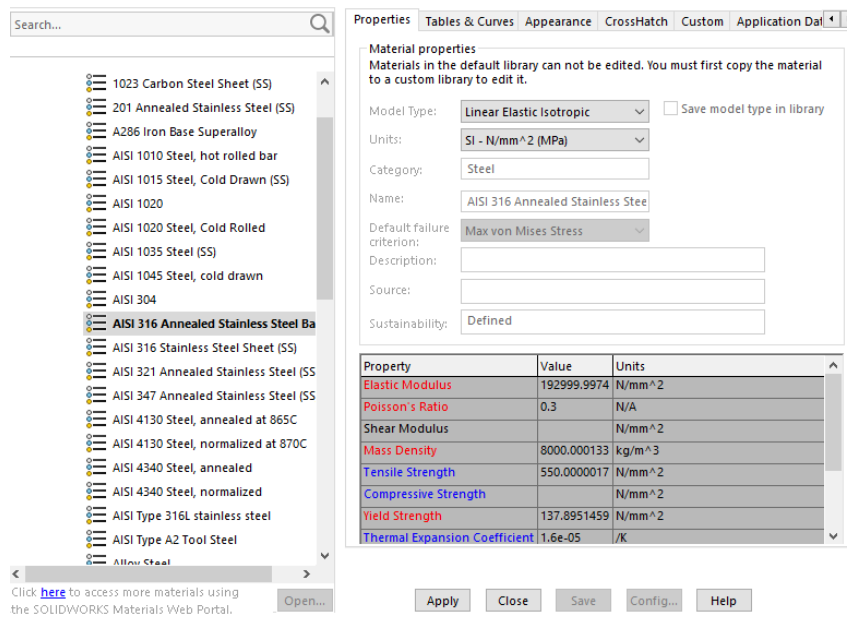 Search...
1023 Carbon Steel Sheet (SS)
201 Annealed Stainless Steel (SS)
A286 Iron Base Superalloy
AISI 1010 Steel, hot rolled bar
AISI 1015 Steel, Cold Drawn (SS)
AISI 1020
AISI 1020 Steel, Cold Rolled
AISI 1035 Steel (SS)
AISI 1045 Steel, cold drawn
AISI 304
AISI 316 Annealed Stainless Steel Ba
AISI 316 Stainless Steel Sheet (SS)
AISI 321 Annealed Stainless Steel (SS
AISI 347 Annealed Stainless Steel (SS
AISI 4130 Steel, annealed at 865C
AISI 4130 Steel, normalized at 870C
AISI 4340 Steel, annealed
AISI 4340 Steel, normalized
AISI Type 316L stainless steel
AISI Type A2 Tool Steel
Alloy Steel
Click here to access more materials using
the SOLIDWORKS Materials Web Portal.
Open...
Properties Tables & Curves Appearance CrossHatch Custom Application Dat
Material properties
Materials in the default library can not be edited. You must first copy the material
to a custom library to edit it.
Model Type: Linear Elastic Isotropic Save model type in library
Units: SI - N/mm^2 (MPa)
Category: Steel
Name: AISI 316 Annealed Stainless Stee
Default failure
criterion: Max von Mises Stress
Description:
Source:
Sustainability: Defined
Property Value Units
Elastic Modulus 192999.9974 N/mm^2
Poisson's Ratio 0.3 N/A
Shear Modulus N/mm^2
Mass Density 8000.000133 kg/m^3
Tensile Strength 550.0000017 N/mm^2
Compressive Strength N/mm^2
Yield Strength 137.8951459 N/mm^2
Thermal Expansion Coefficient 1.6e-05 /K
Apply Close Save Config... Help